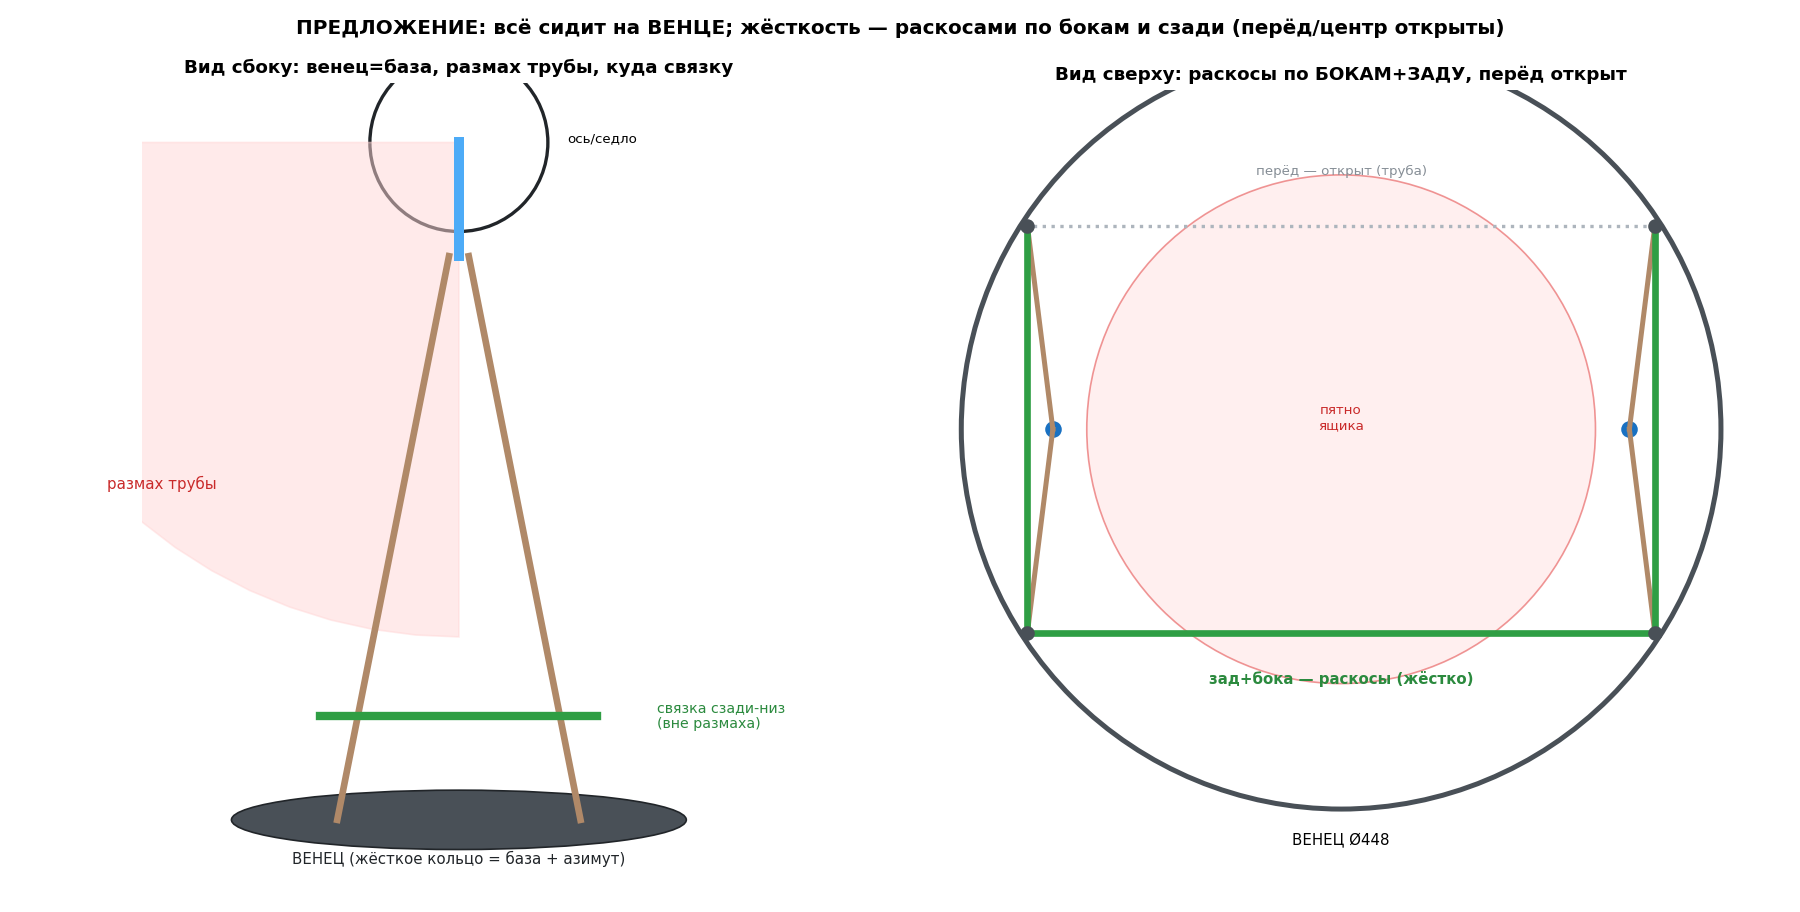 ПРЕДЛОЖЕНИЕ: всё сидит на ВЕНЦЕ; жёсткость — раскосами по бокам и сзади (перёд/центр открыты)
Вид сбоку: венец=база, размах трубы, куда связку
ось/седло
размах трубы
связка сзади-низ
(вне размаха)
ВЕНЕЦ (жёсткое кольцо = база + азимут)
Вид сверху: раскосы по БОКАМ+ЗАДУ, перёд открыт
перёд — открыт (труба)
пятно
ящика
зад+бока — раскосы (жёстко)
ВЕНЕЦ Ø448